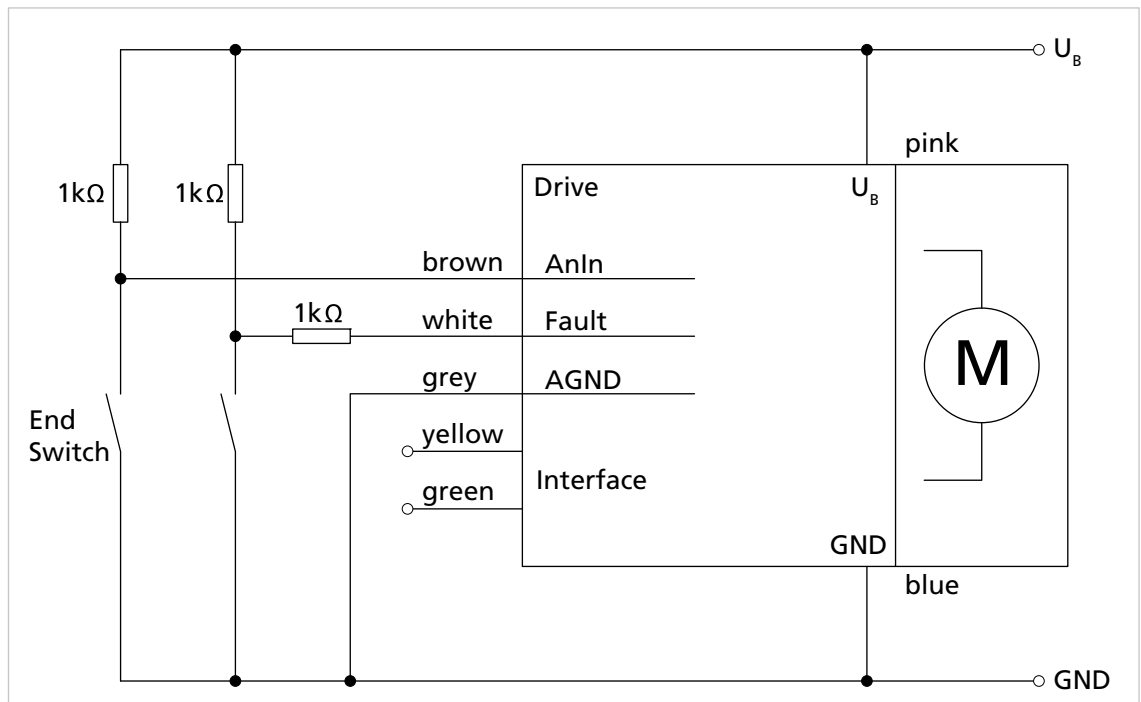 U_B
pink
1kΩ
1kΩ
Drive
U_B
brown
AnIn
1kΩ
white
Fault
grey
AGND
End
Switch
yellow
green
Interface
GND
blue
GND
M